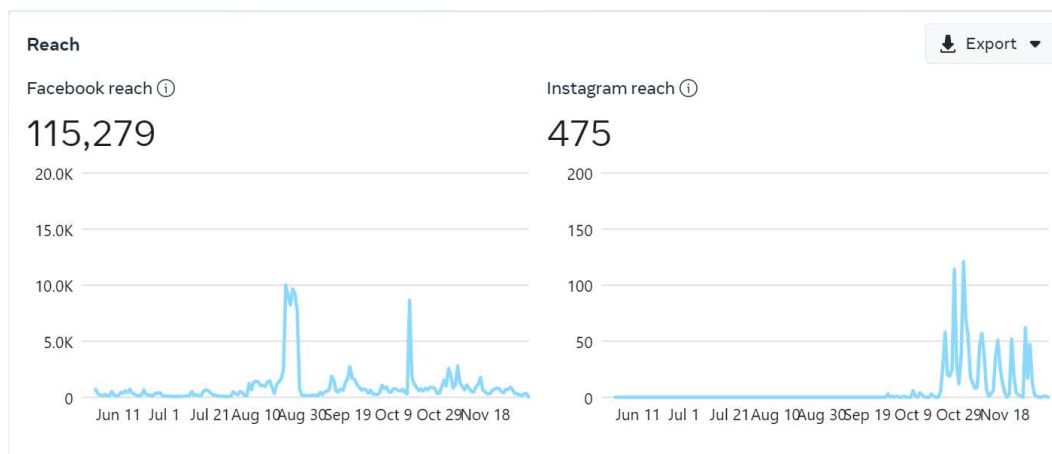 Reach
Export
Facebook reach
115,279
20.0K
15.0K
10.0K
5.0K
0
Jun 11 Jul 1 Jul 21 Aug 10 Aug 30 Sep 19 Oct 9 Oct 29 Nov 18
Instagram reach
475
200
150
100
50
0
Jun 11 Jul 1 Jul 21 Aug 10 Aug 30 Sep 19 Oct 9 Oct 29 Nov 18